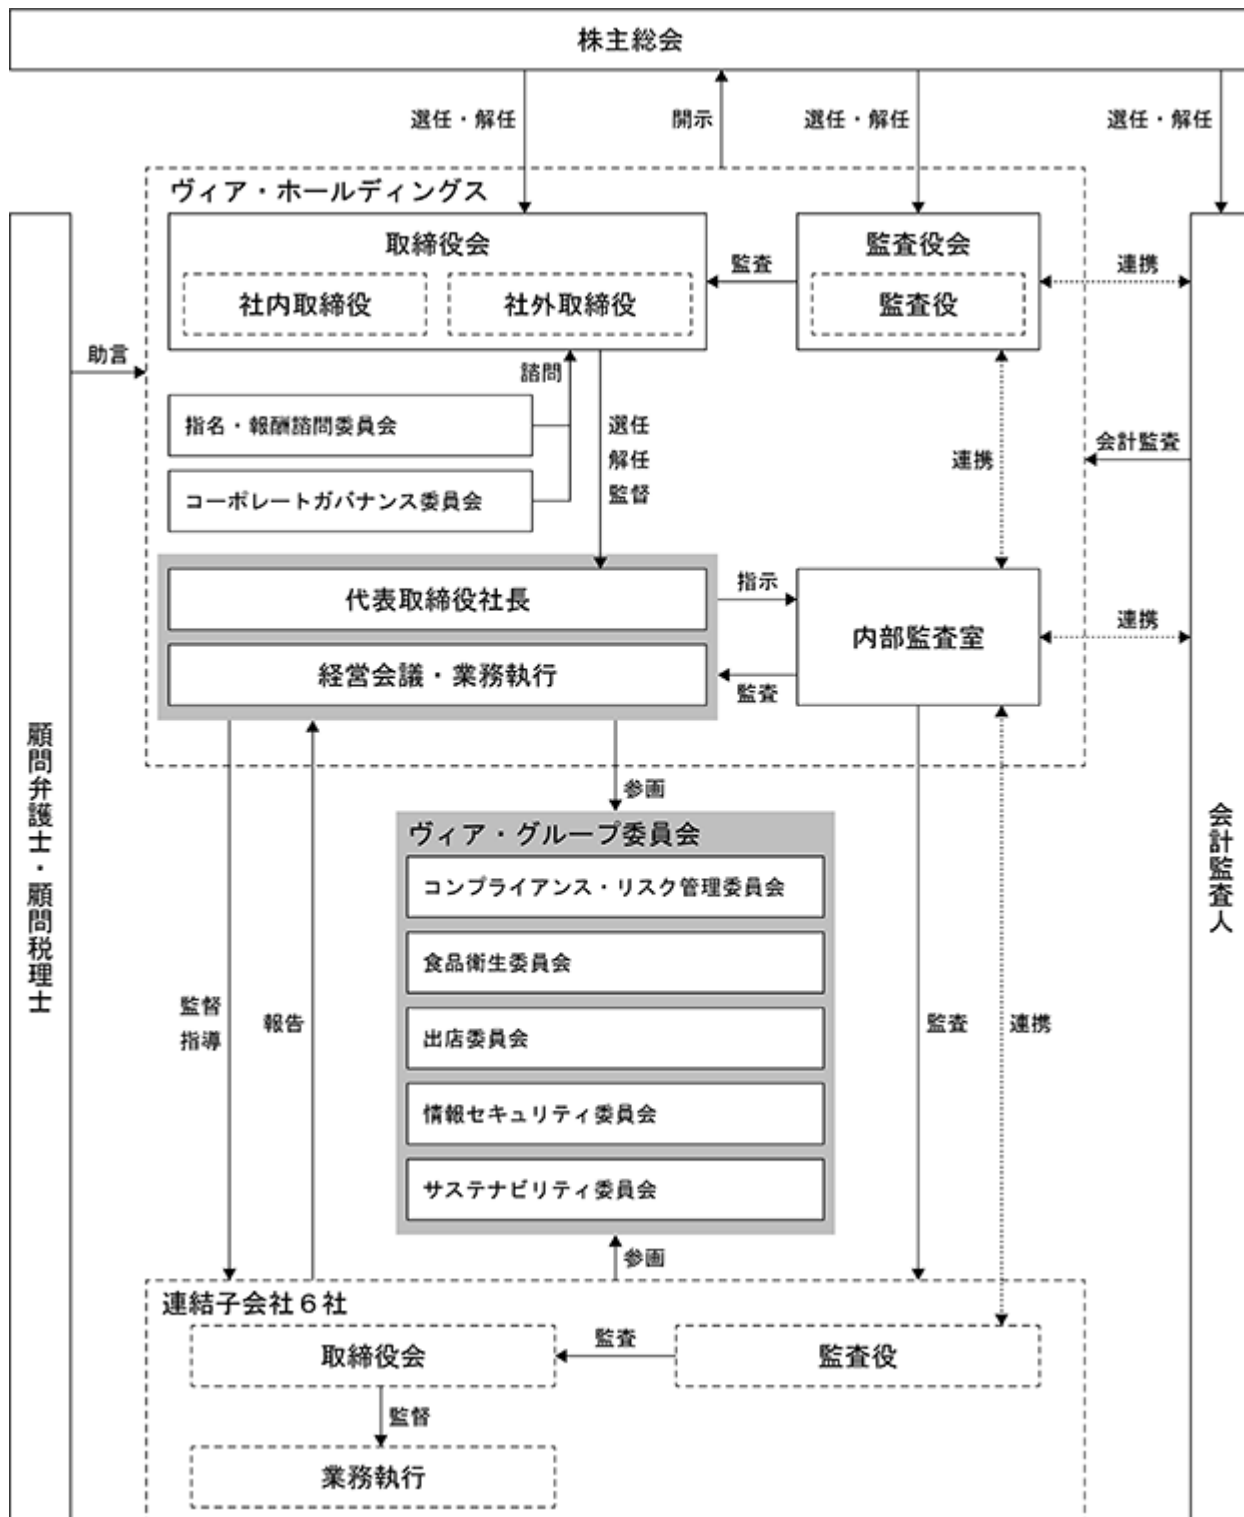 株主総会
選任・解任
開示
選任・解任
選任・解任
ヴィア・ホールディングス
取締役会
社内取締役
社外取締役
監査
監査役会
監査役
連携
助言
諮問
指名・報酬諮問委員会
コーポレートガバナンス委員会
選任
解任
監督
連携
会計監査
代表取締役社長
経営会議・業務執行
指示
監査
内部監査室
連携
顧問弁護士・顧問税理士
会計監査人
参画
ヴィア・グループ委員会
コンプライアンス・リスク管理委員会
食品衛生委員会
出店委員会
情報セキュリティ委員会
サステナビリティ委員会
監督
指導
報告
監査
連携
参画
連結子会社６社
取締役会
監査
監査役
監督
業務執行